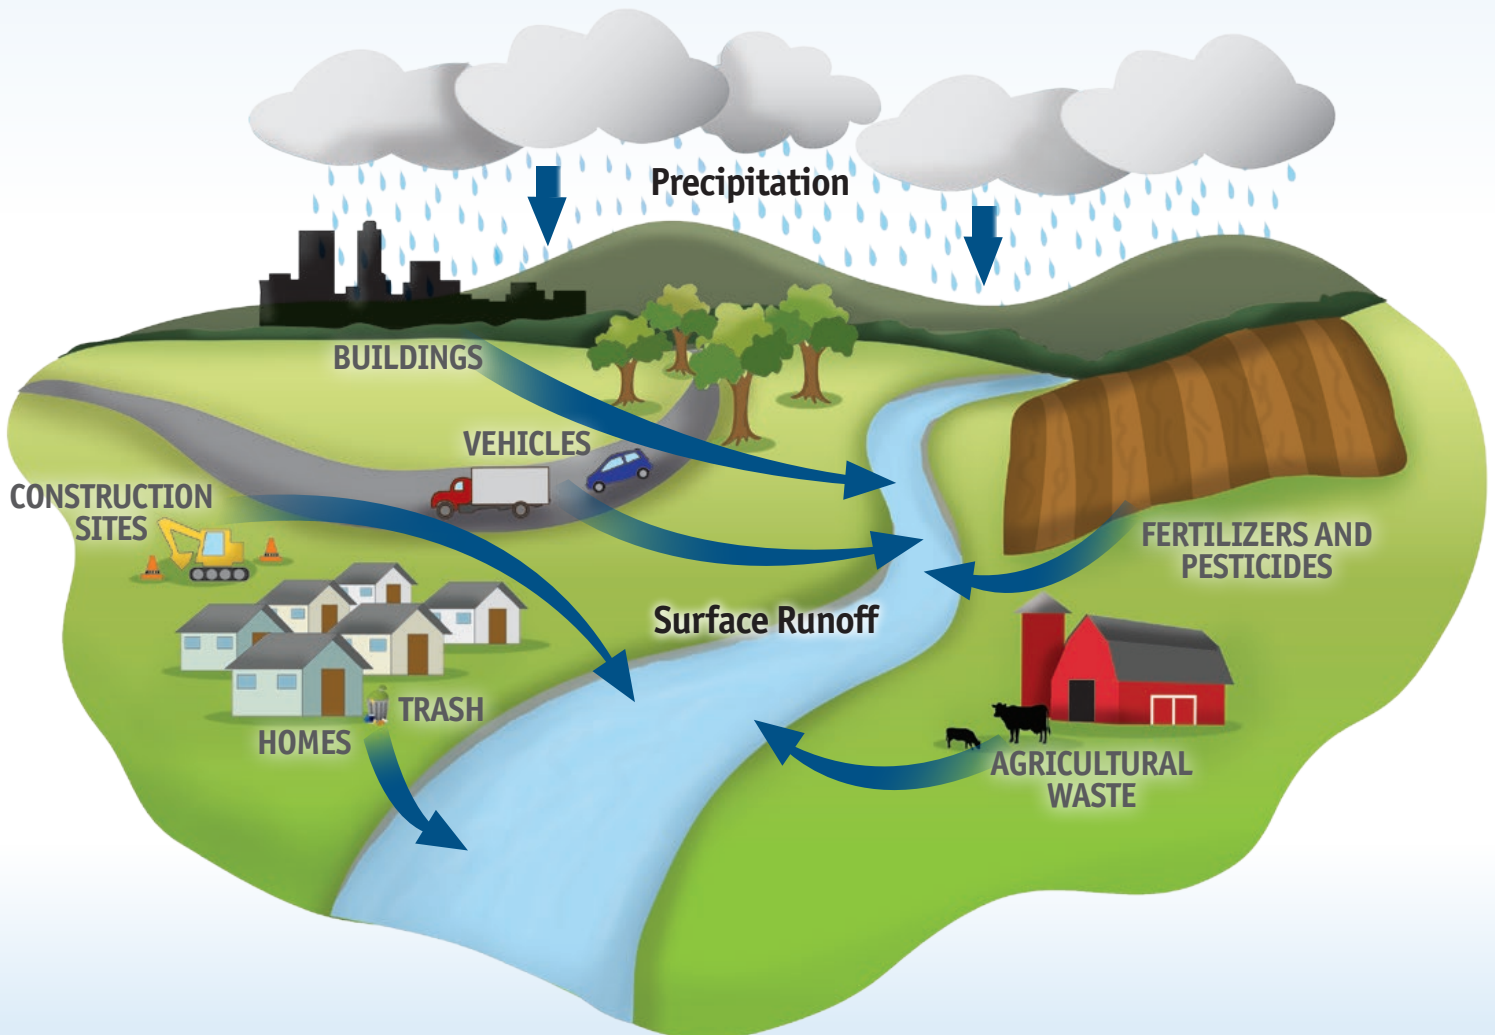 Precipitation
BUILDINGS
VEHICLES
CONSTRUCTION
SITES
FERTILIZERS AND
PESTICIDES
Surface Runoff
TRASH
HOMES
AGRICULTURAL
WASTE